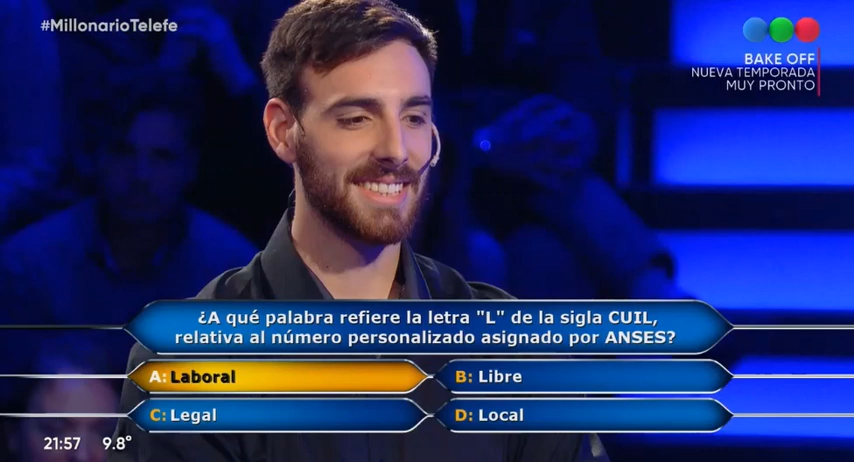 #MillonarioTelefe
BAKE OFF
NUEVA TEMPORADA
MUY PRONTO
¿A qué palabra refiere la letra "L" de la sigla CUIL,
relativa al número personalizado asignado por ANSES?
A: Laboral
B: Libre
C: Legal
D: Local
21:57 9.8°